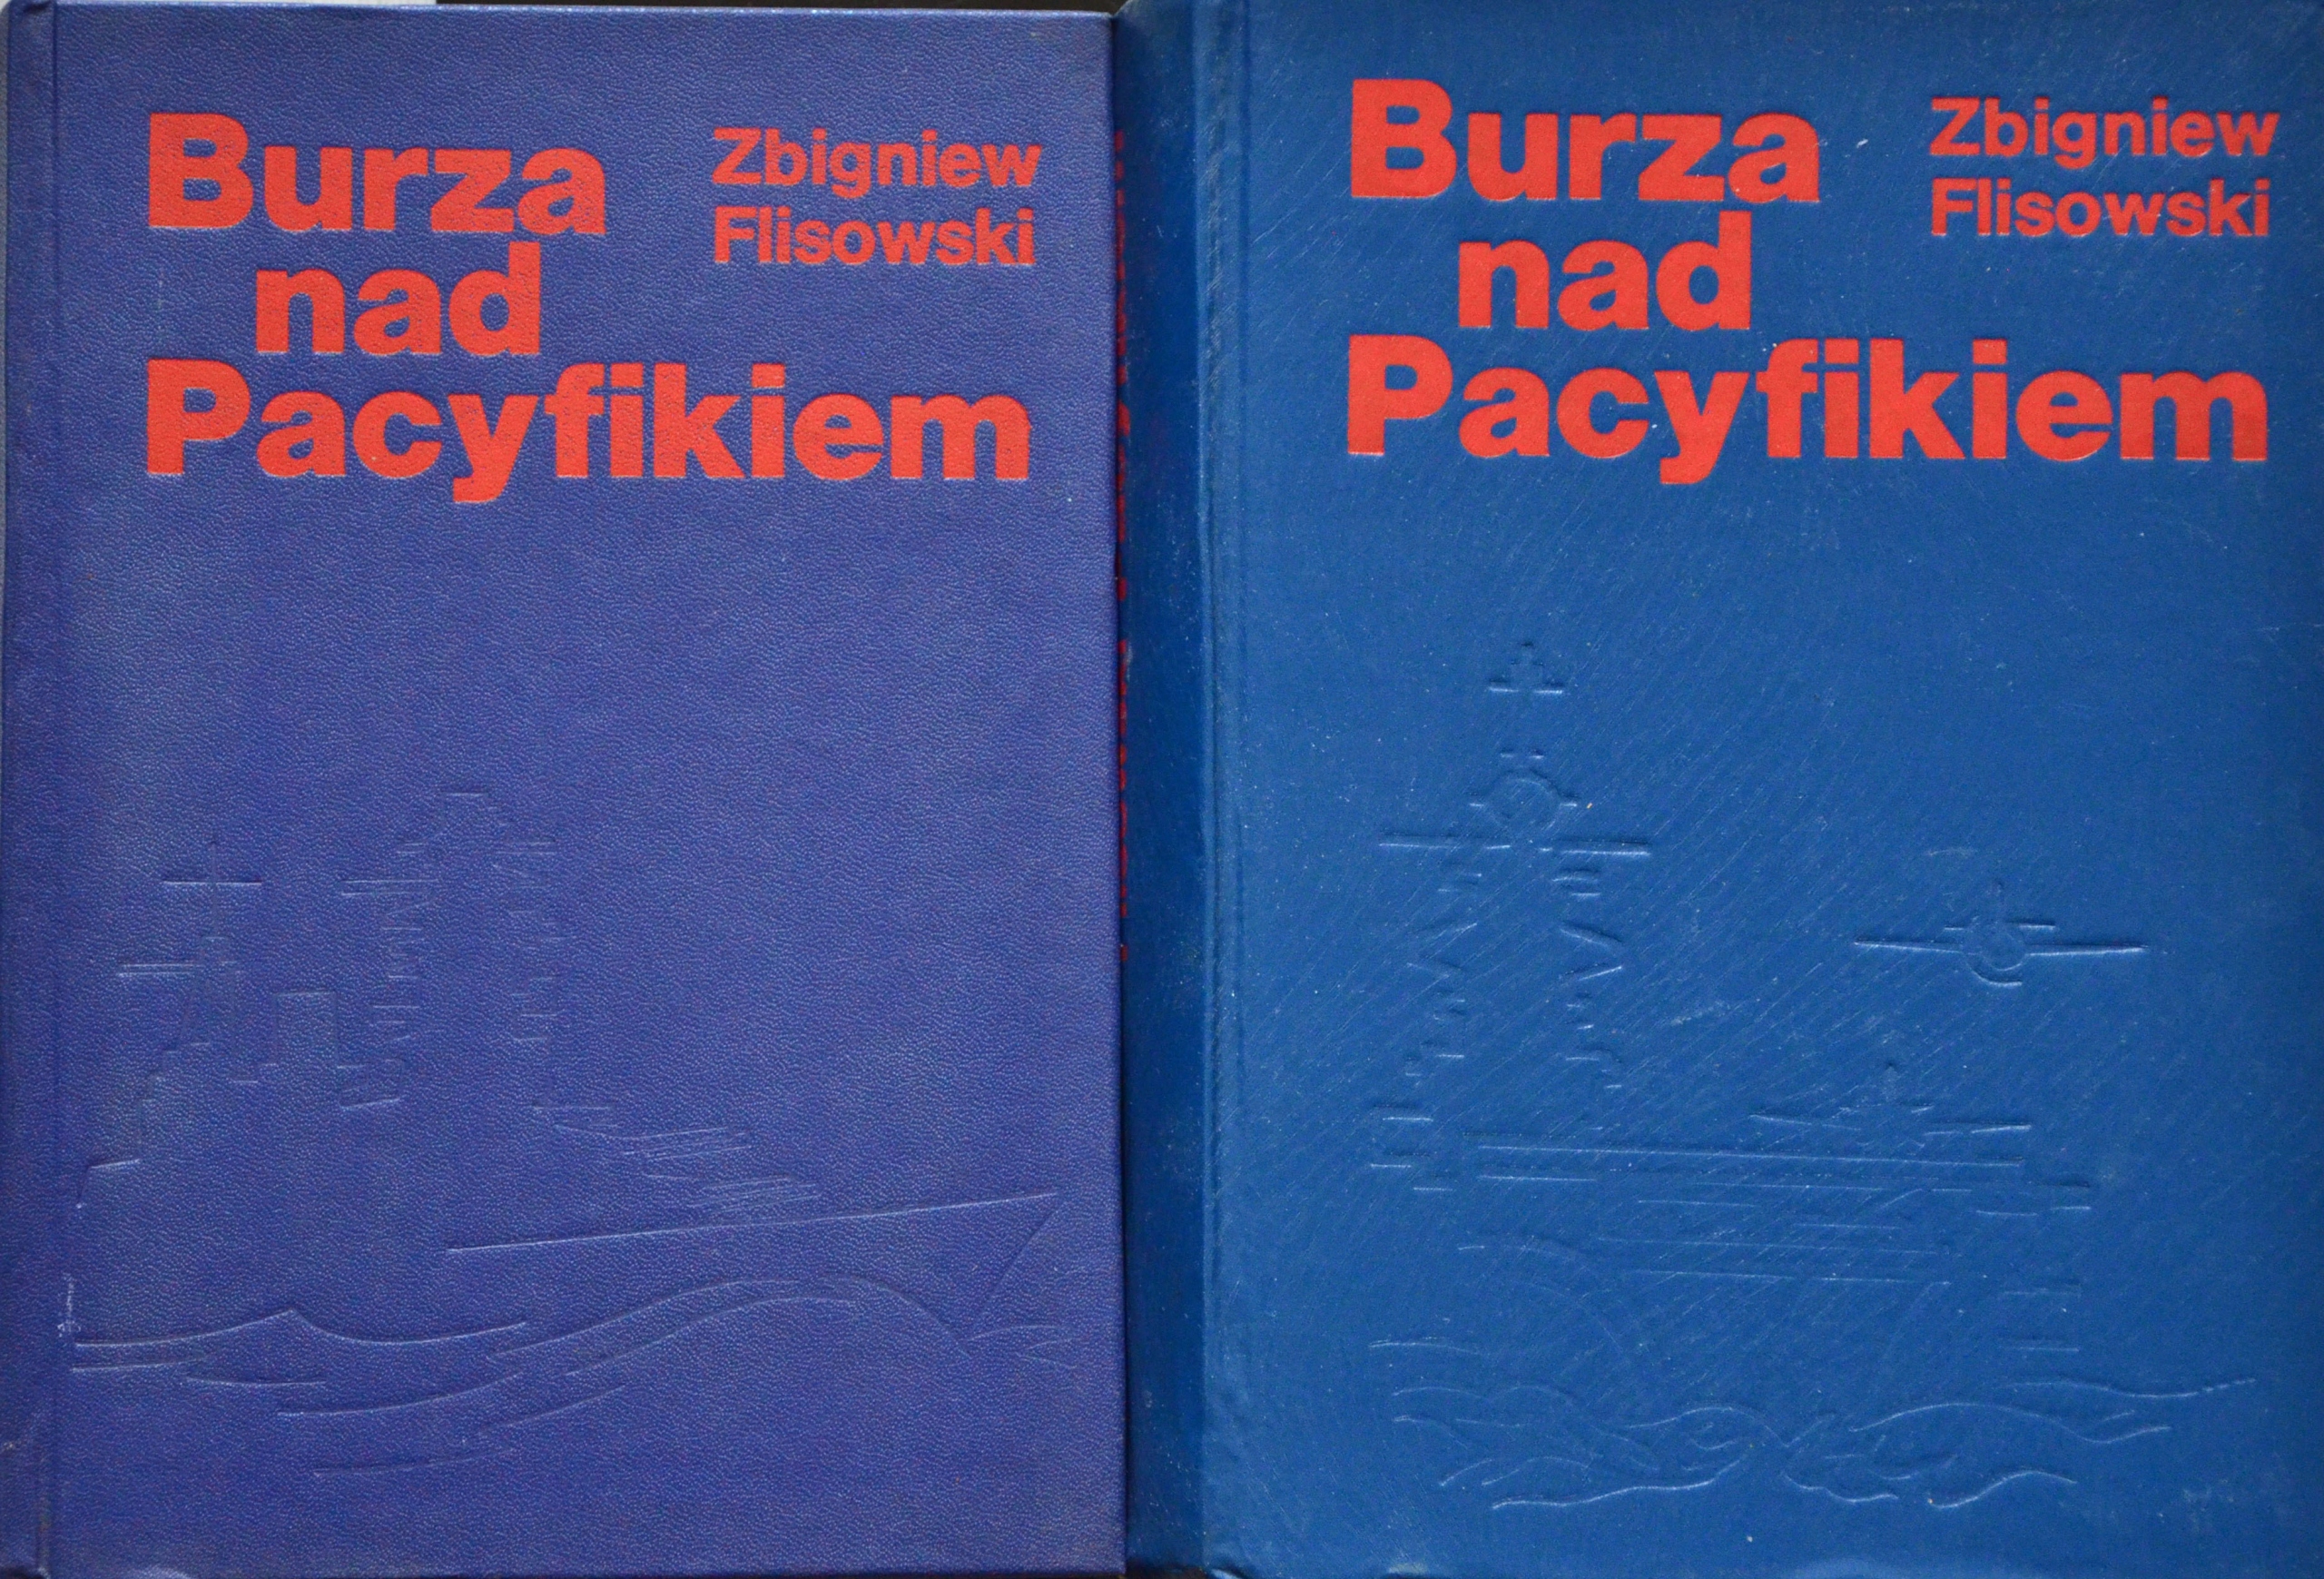 Burza
nad
Pacyfikiem
Zbigniew
Flisowski
Burza
nad
Pacyfikiem
Zbigniew
Flisowski